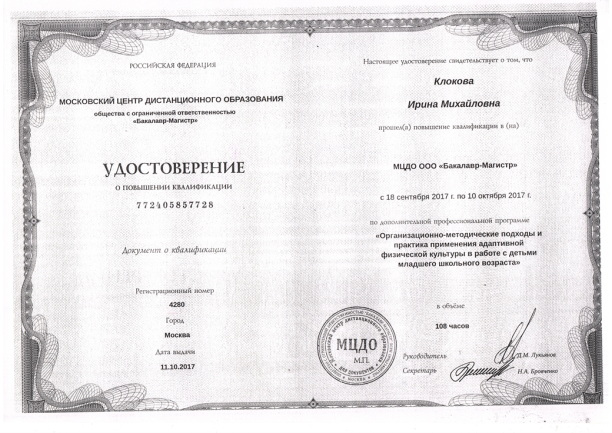 РОССИЙСКАЯ ФЕДЕРАЦИЯ
МОСКОВСКИЙ ЦЕНТР ДИСТАНЦИОННОГО ОБРАЗОВАНИЯ
общества с ограниченной ответственностью
«Бакалавр-Магистр»
УДОСТОВЕРЕНИЕ
О ПОВЫШЕНИИ КВАЛИФИКАЦИИ
772405857728
Документ о квалификации
Регистрационный номер
4280
Город
Москва
Дата выдачи
11.10.2017
Настоящее удостоверение свидетельствует о том, что
Клокова
Ирина Михайловна
прошел(а) повышение квалификации в (на)
МЦДО ООО «Бакалавр-Магистр»
с 18 сентября 2017 г. по 10 октября 2017 г.
по дополнительной профессиональной программе
«Организационно-методические подходы и
практика применения адаптивной
физической культуры в работе с детьми
младшего школьного возраста»
в объёме
108 часов
МЦДО
М.П.
Руководитель
Д.М. Лукьянов
Секретарь
Н.А. Бровченко